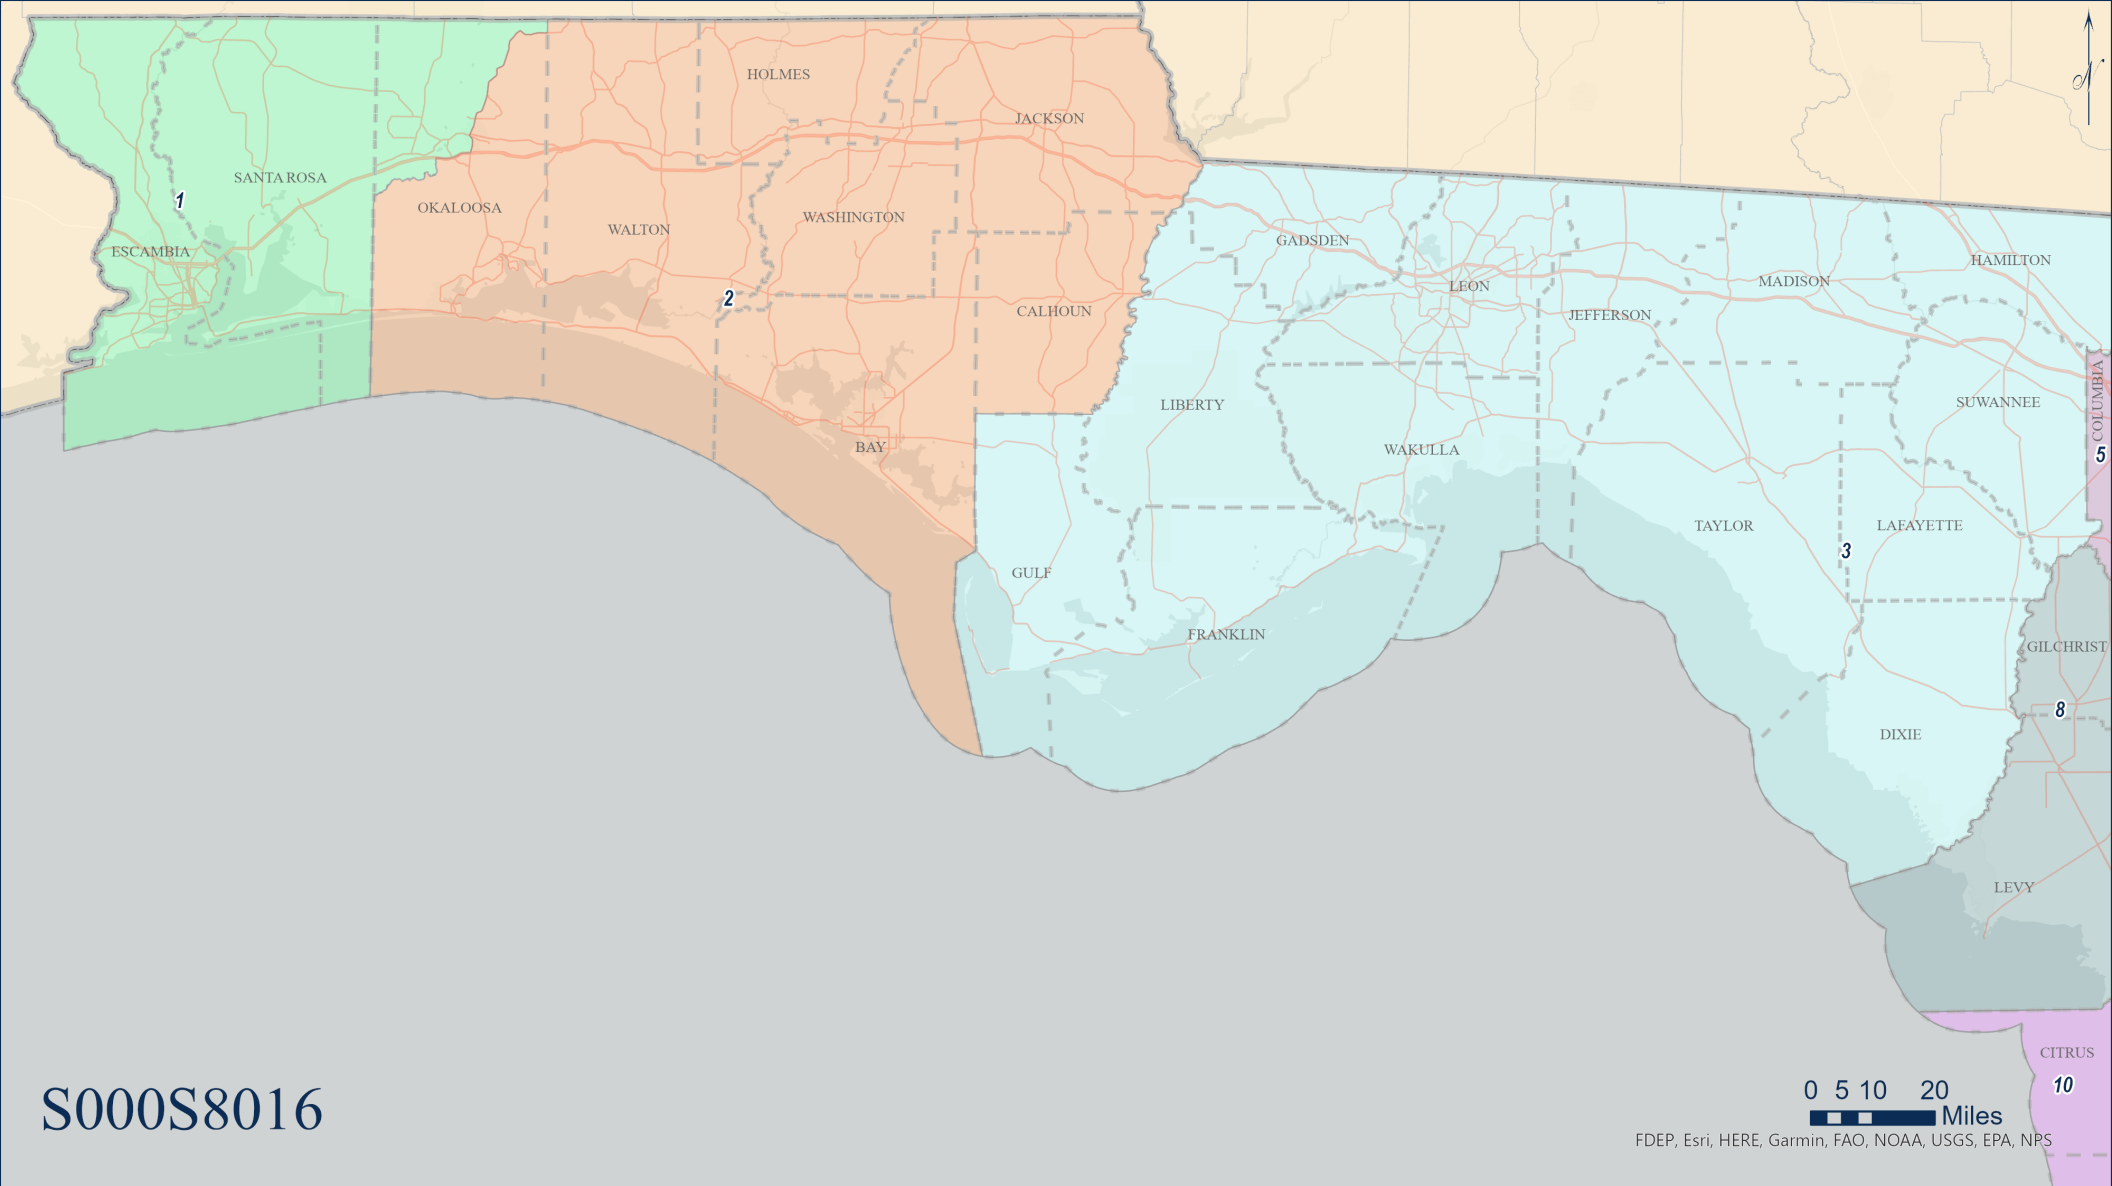 N
HOLMES
JACKSON
SANTA ROSA
1
OKALOOSA
WALTON
WASHINGTON
ESCAMBIA
GADSDEN
LEON
MADISON
HAMILTON
2
CALHOUN
JEFFERSON
COLUMBIA
LIBERTY
SUWANNEE
BAY
WAKULLA
5
TAYLOR
LAFAYETTE
3
GULF
FRANKLIN
GILCHRIST
8
DIXIE
LEVY
CITRUS
10
S000S8016
0 5 10 20
Miles
FDEP, Esri, HERE, Garmin, FAO, NOAA, USGS, EPA, NPS